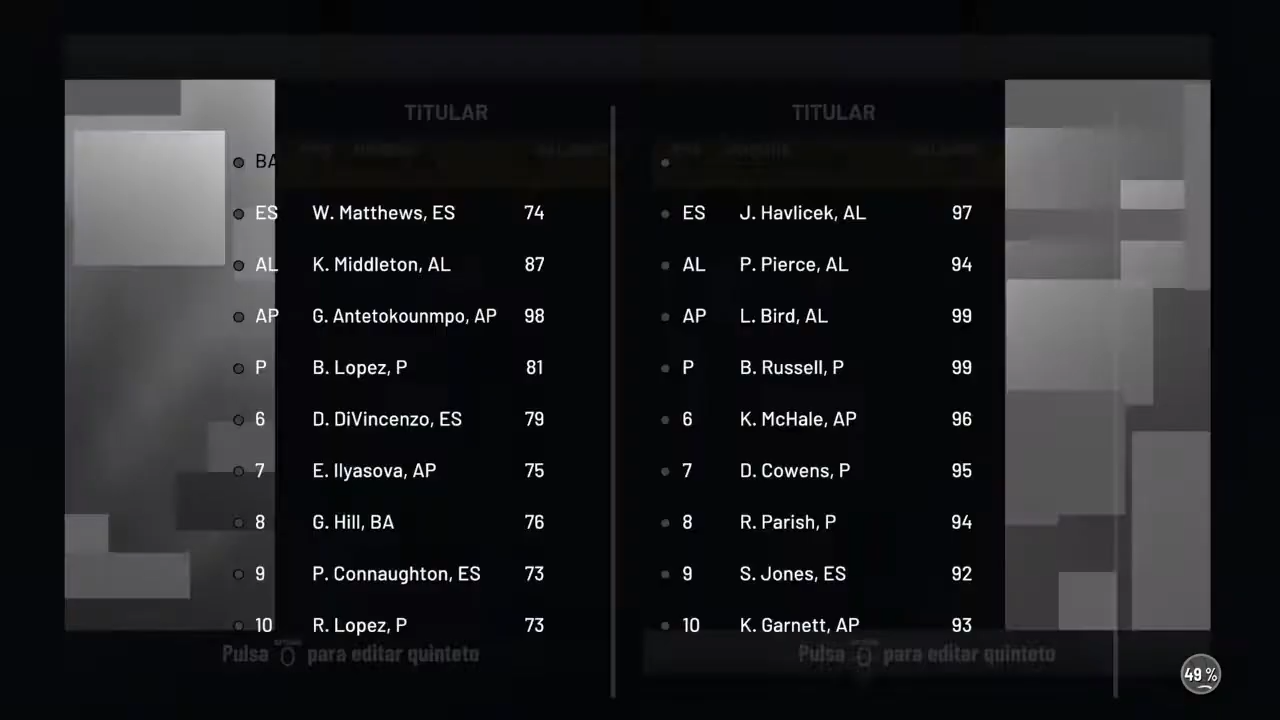 TITULAR
BA
ES W. Matthews, ES 74
AL K. Middleton, AL 87
AP G. Antetokounmpo, AP 98
P B. Lopez, P 81
6 D. DiVincenzo, ES 79
7 E. Ilyasova, AP 75
8 G. Hill, BA 76
9 P. Connaughton, ES 73
10 R. Lopez, P 73
Pulsa para editar quinteto
TITULAR
ES J. Havlicek, AL 97
AL P. Pierce, AL 94
AP L. Bird, AL 99
P B. Russell, P 99
6 K. McHale, AP 96
7 D. Cowens, P 95
8 R. Parish, P 94
9 S. Jones, ES 92
10 K. Garnett, AP 93
Pulsa para editar quinteto
49 %